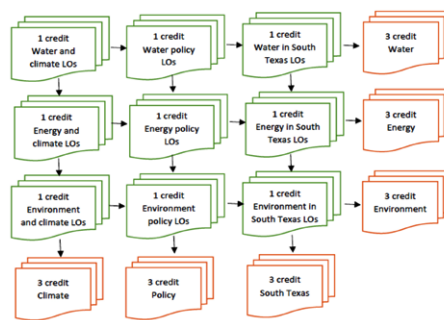 1 credit
Water and
climate LOs
1 credit
Water policy
LOs
1 credit
Water in South
Texas LOs
3 credit
Water
1 credit
Energy and
climate LOs
1 credit
Energy policy
LOs
1 credit
Energy in South
Texas LOs
3 credit
Energy
1 credit
Environment
and climate LOs
1 credit
Environment
policy LOs
1 credit
Environment in
South Texas LOs
3 credit
Environment
3 credit
Climate
3 credit
Policy
3 credit
South Texas